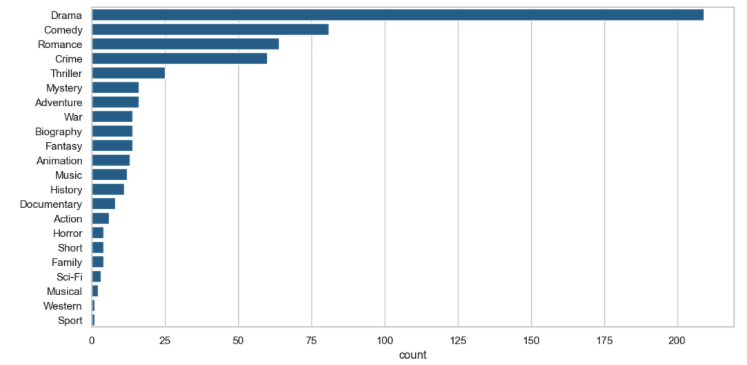 Drama
Comedy
Romance
Crime
Thriller
Mystery
Adventure
War
Biography
Fantasy
Animation
Music
History
Documentary
Action
Horror
Short
Family
Sci-Fi
Musical
Western
Sport
0 25 50 75 100 125 150 175 200
count